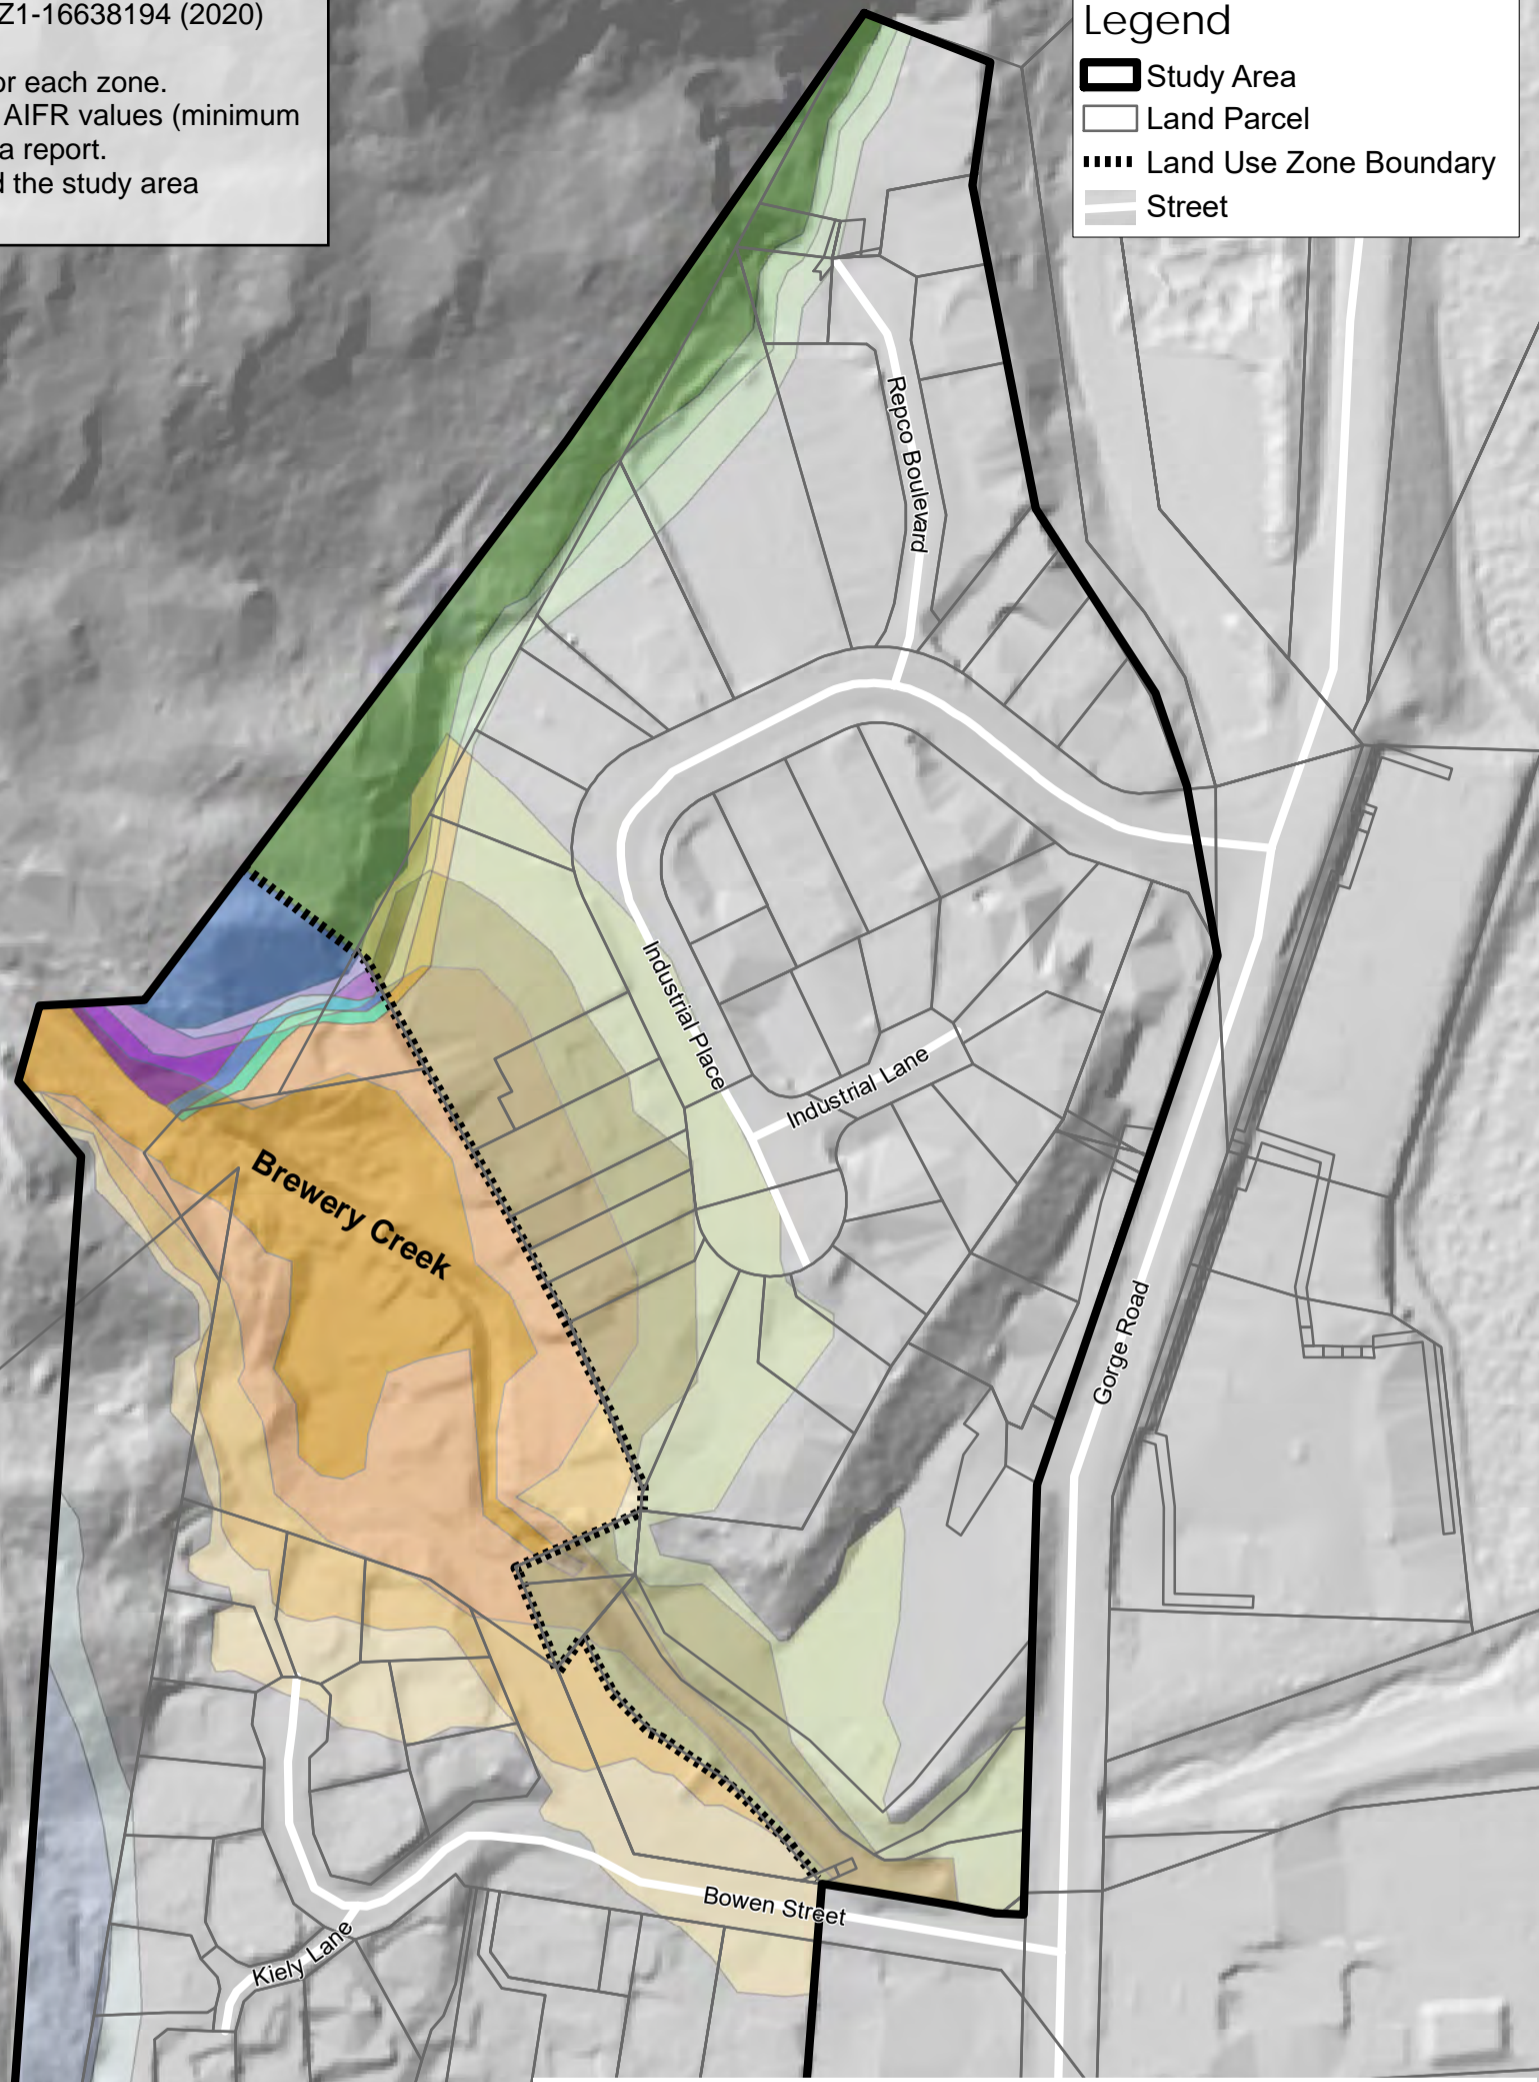 Z1-16638194 (2020)
or each zone.
AIFR values (minimum
a report.
d the study area
Legend
Study Area
Land Parcel
Land Use Zone Boundary
Street
Repco Boulevard
Industrial Place
Industrial Lane
Brewery Creek
Gorge Road
Bowen Street
Kiely Lane